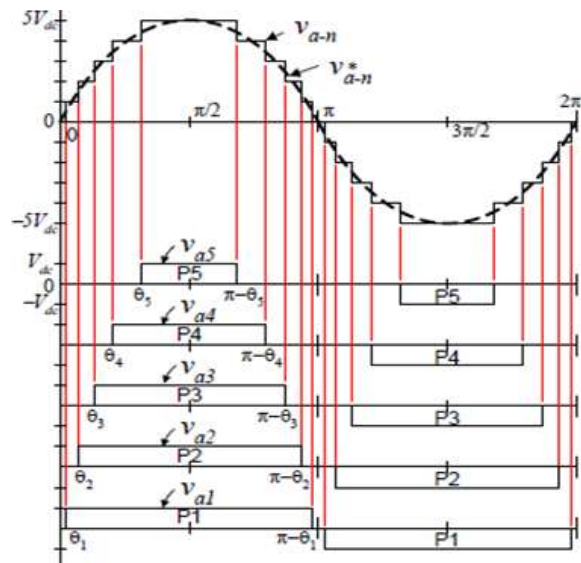 5V_dc
v_a-n
v*_a-n
0
0
π/2
π
3π/2
2π
−5V_dc
V_dc
0
−V_dc
v_a5
P5
θ_5
π−θ_5
P5
v_a4
P4
θ_4
π−θ_4
P4
v_a3
P3
θ_3
π−θ_3
P3
v_a2
P2
θ_2
π−θ_2
P2
v_a1
P1
θ_1
π−θ_1
P1